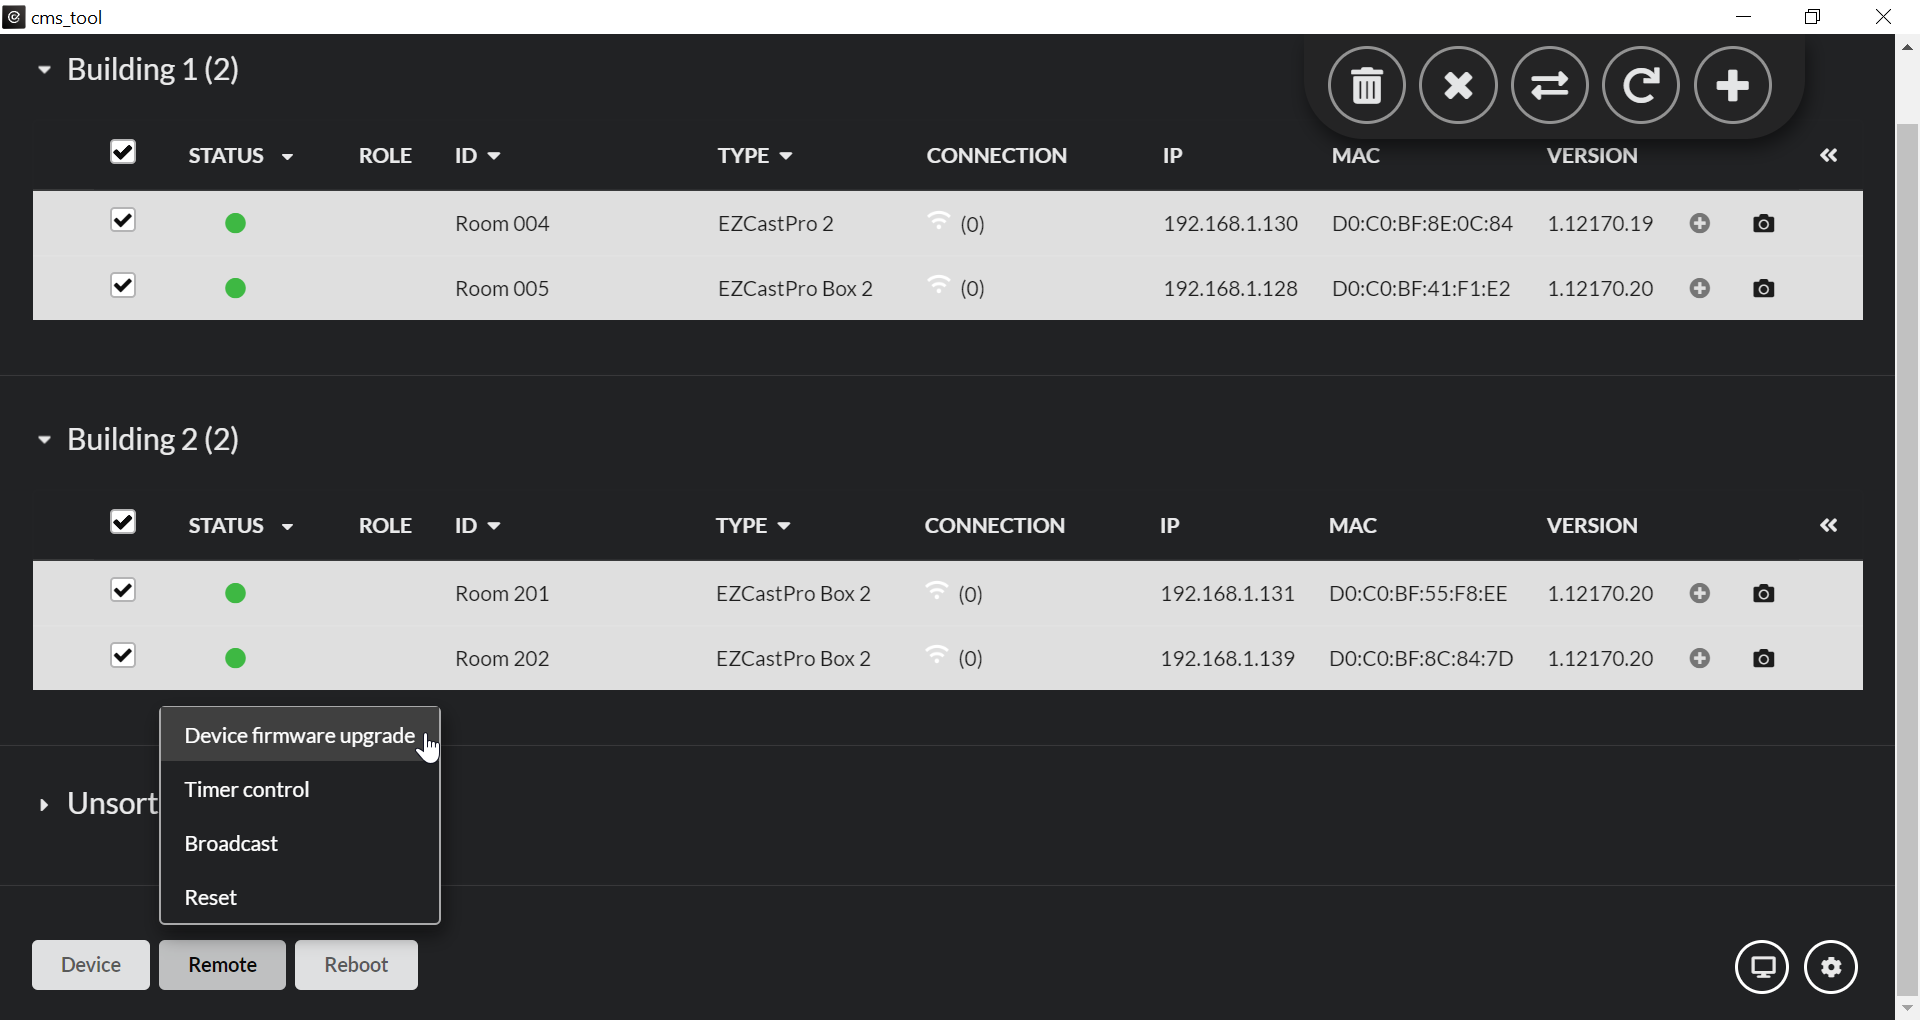 cms_tool
Building 1 (2)
STATUS ROLE ID TYPE CONNECTION IP MAC VERSION
Room 004 EZCastPro 2 (0) 192.168.1.130 D0:C0:BF:8E:0C:84 1.12170.19
Room 005 EZCastPro Box 2 (0) 192.168.1.128 D0:C0:BF:41:F1:E2 1.12170.20
Building 2 (2)
STATUS ROLE ID TYPE CONNECTION IP MAC VERSION
Room 201 EZCastPro Box 2 (0) 192.168.1.131 D0:C0:BF:55:F8:EE 1.12170.20
Room 202 EZCastPro Box 2 (0) 192.168.1.139 D0:C0:BF:8C:84:7D 1.12170.20
Device firmware upgrade
Timer control
Unsort
Broadcast
Reset
Device Remote Reboot